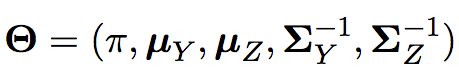 Θ = (π, μ_Y, μ_Z, Σ_Y^{-1}, Σ_Z^{-1})